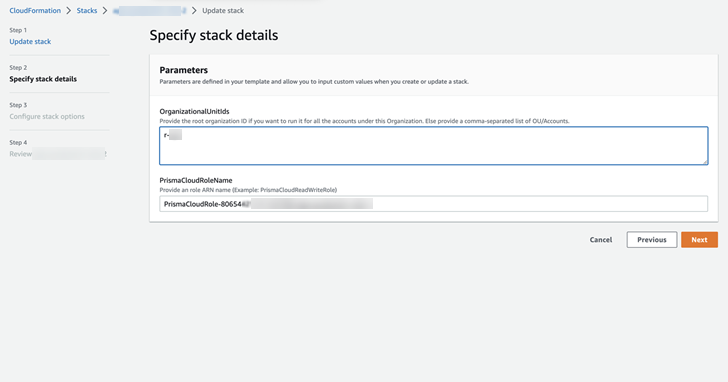 CloudFormation > Stacks > > Update stack
Step 1
Update stack
Step 2
Specify stack details
Step 3
Configure stack options
Step 4
Review
Specify stack details
Parameters
Parameters are defined in your template and allow you to input custom values when you create or update a stack.
OrganizationalUnitIds
Provide the root organization ID if you want to run it for all the accounts under this Organization. Else provide a comma-separated list of OU/Accounts.
r-
PrismaCloudRoleName
Provide an role ARN name (Example: PrismaCloudReadWriteRole)
PrismaCloudRole-80654
Cancel
Previous
Next